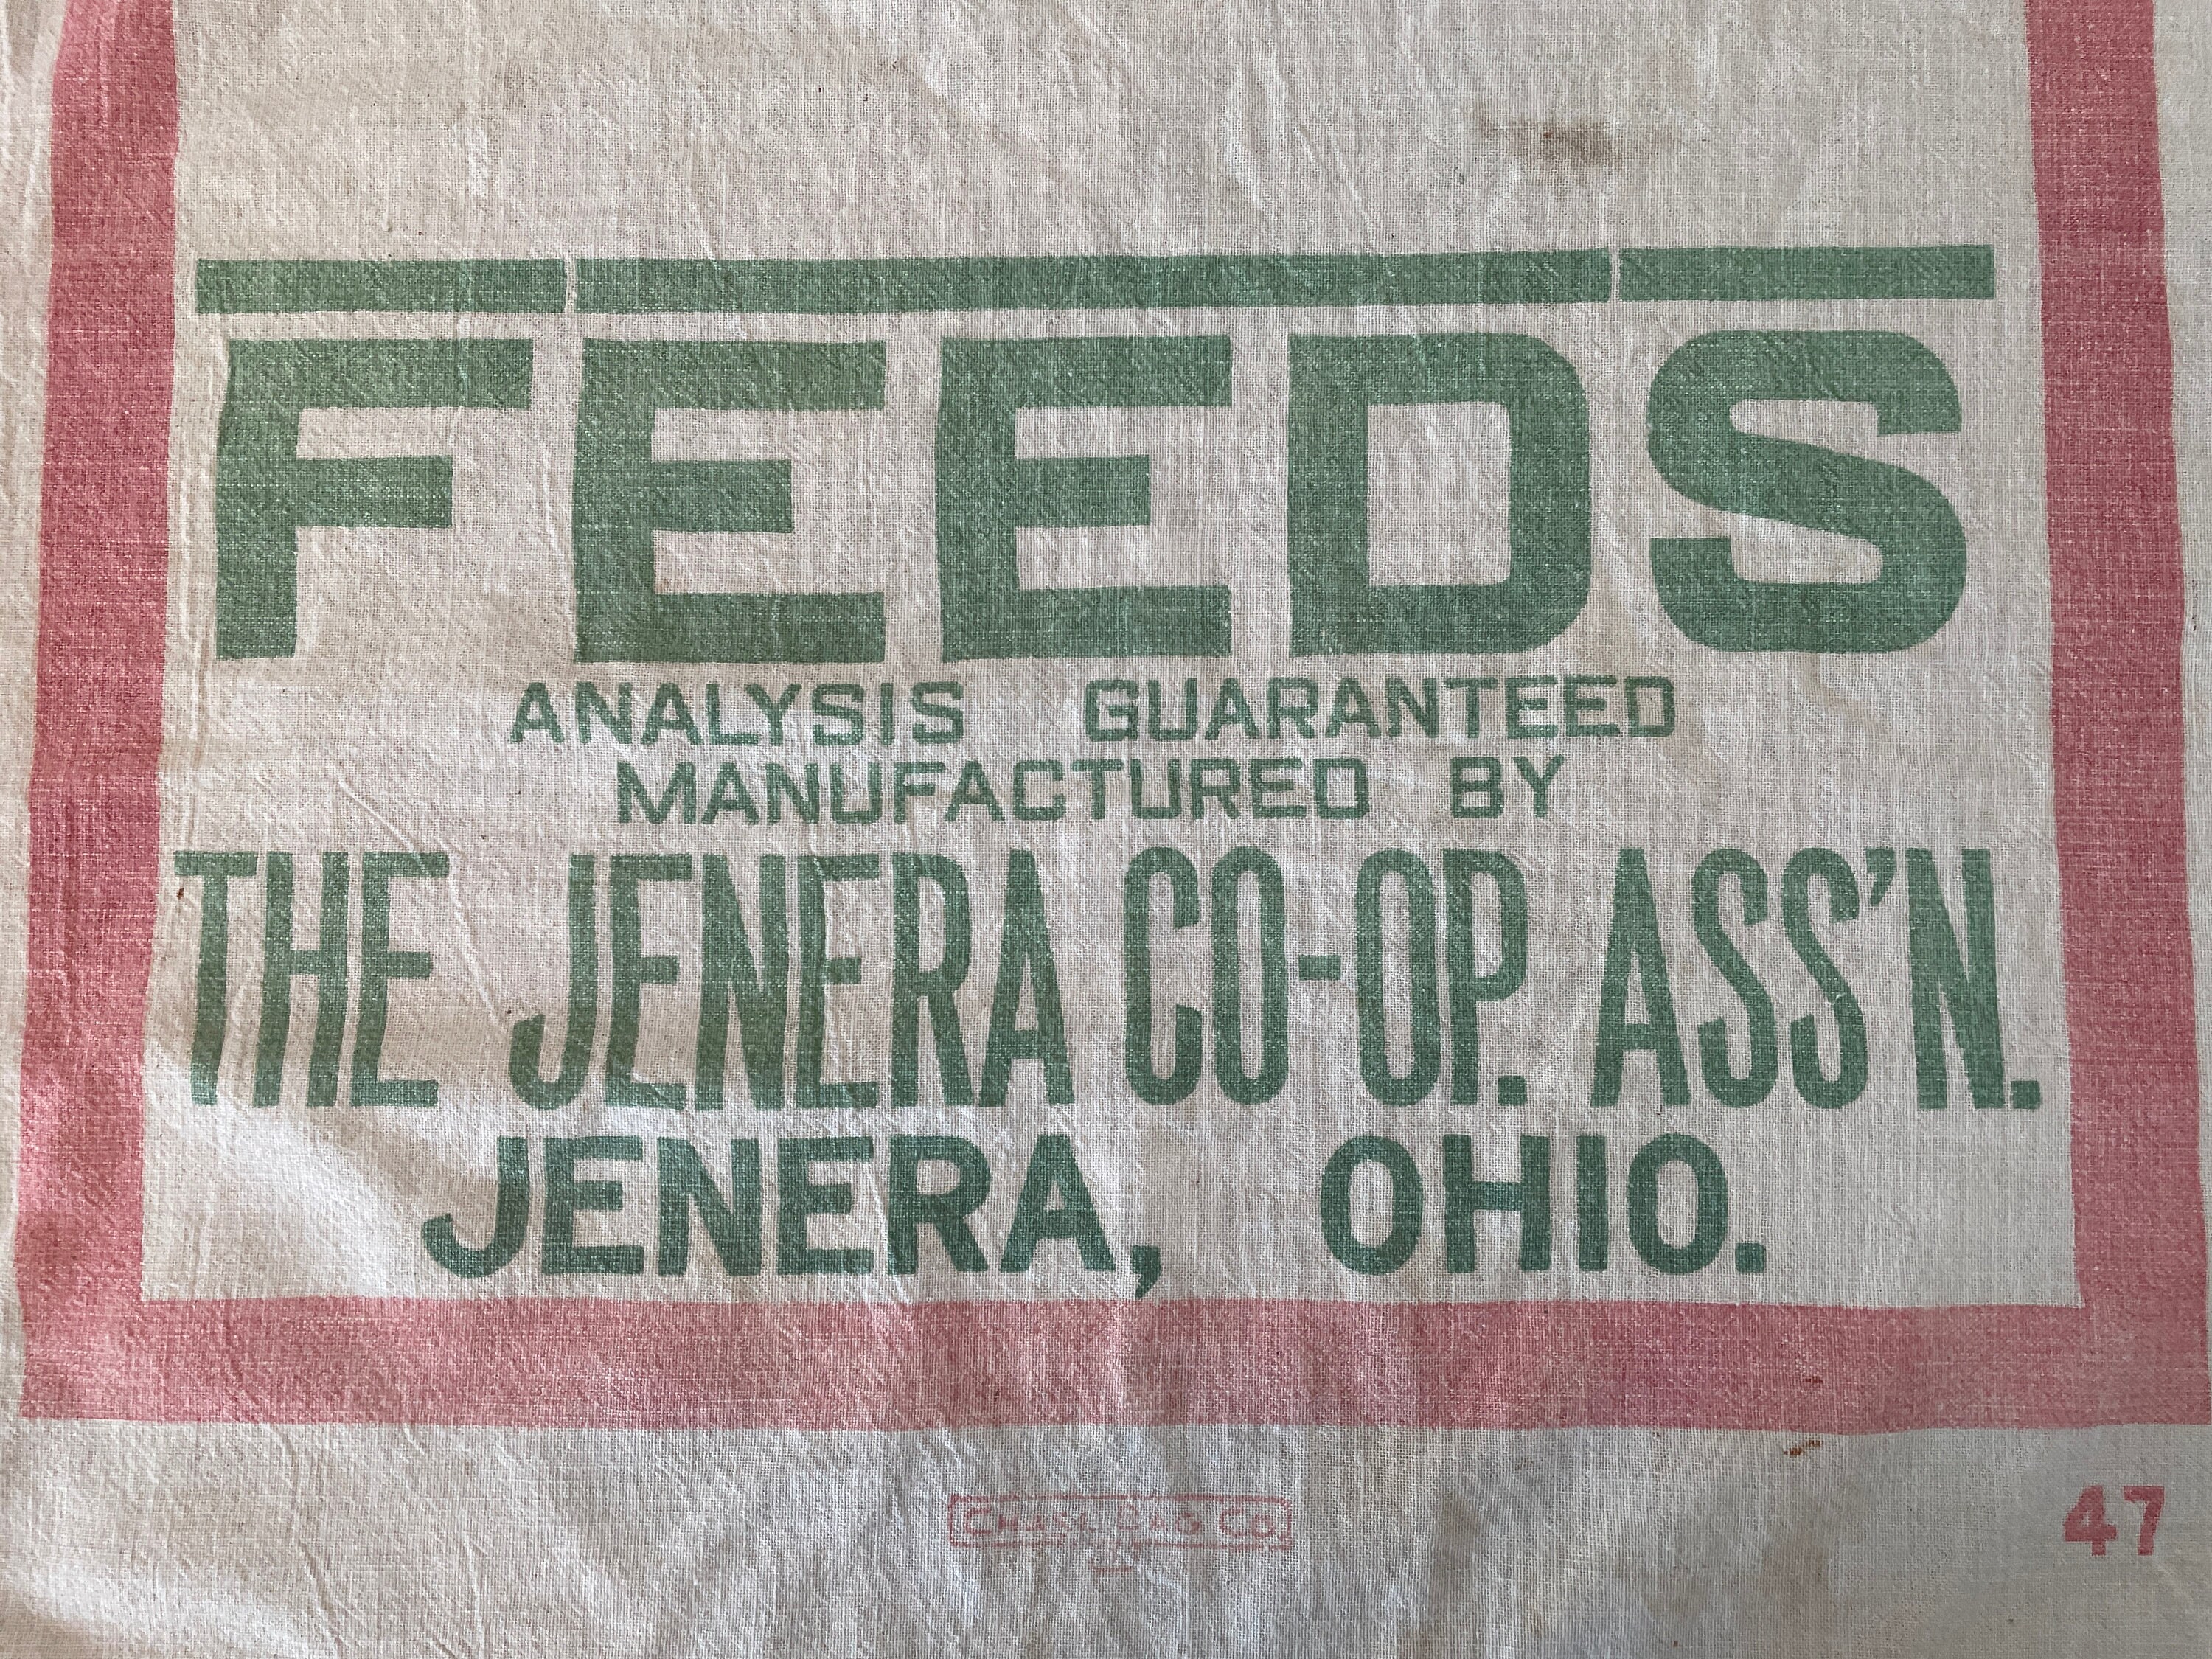 FEEDS
ANALYSIS GUARANTEED
MANUFACTURED BY
THE JENERA CO-OP. ASS'N.
JENERA, OHIO.
CHASE BAG CO.
47